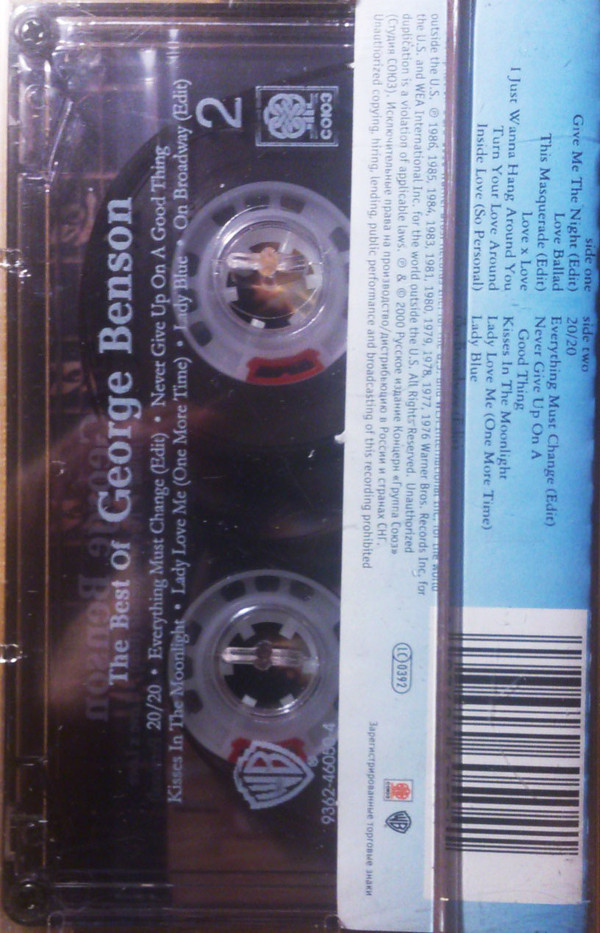 side one
Give Me The Night (Edit)
Love Ballad
This Masquerade (Edit)
Love x Love
I Just Wanna Hang Around You
Turn Your Love Around
Inside Love (So Personal)
side two
20/20
Everything Must Change (Edit)
Never Give Up On A
Good Thing
Kisses In The Moonlight
Lady Love Me (One More Time)
Lady Blue
outside the U.S. ℗ 1986, 1985, 1984, 1983, 1981, 1980, 1979, 1978, 1977, 1976 Warner Bros. Records Inc. for
the U.S. and WEA International Inc. for the world outside the U.S. All Rights Reserved. Unauthorized
duplication is a violation of applicable laws. ℗ & © 2000 Русское издание Концерн «Группа Союз»
(Студия СОЮЗ). Исключительные права на производство/дистрибьюцию в России и странах СНГ.
Unauthorized copying, hiring, lending, public performance and broadcasting of this recording prohibited
LC 0392
Зарегистрированные торговые знаки
СОЮЗ
WB
СОЮЗ
2
The Best Of George Benson
20/20 • Everything Must Change (Edit) • Never Give Up On A Good Thing
Kisses In The Moonlight • Lady Love Me (One More Time) • Lady Blue • On Broadway (Edit)
WB